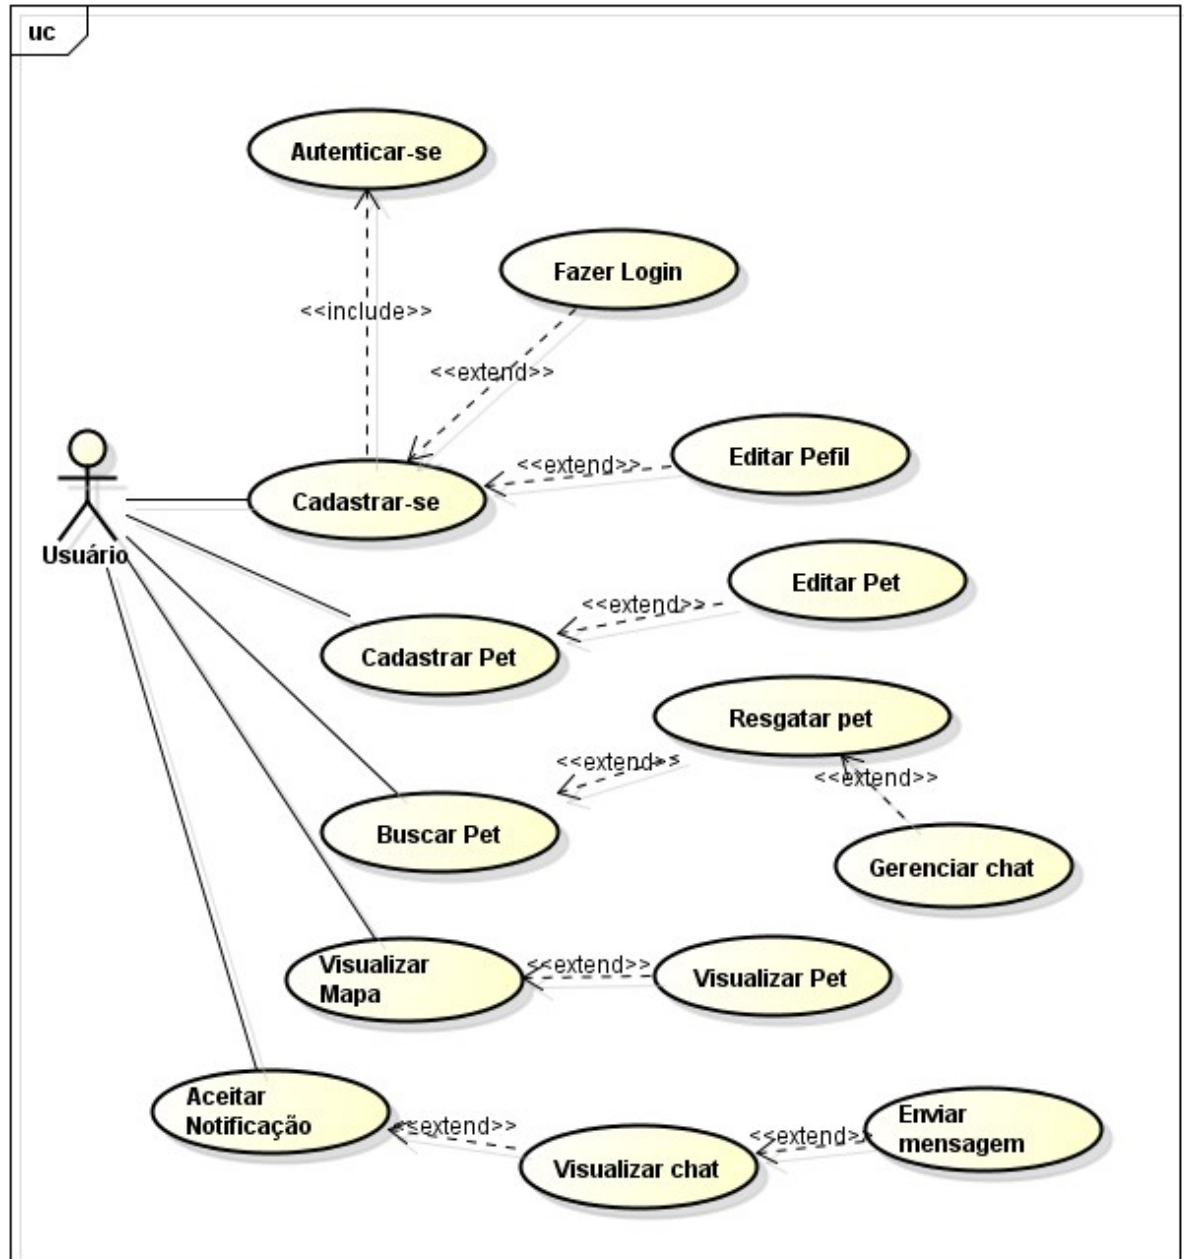 uc
Autenticar-se
Fazer Login
<<include>>
<<extend>>
Editar Pefil
<<extend>>
Cadastrar-se
Usuário
Editar Pet
<<extend>>
Cadastrar Pet
Resgatar pet
<<extend>>
<<extend>>
Buscar Pet
Gerenciar chat
Visualizar
Mapa
<<extend>>
Visualizar Pet
Aceitar
Notificação
<<extend>>
Visualizar chat
<<extend>>
Enviar
mensagem